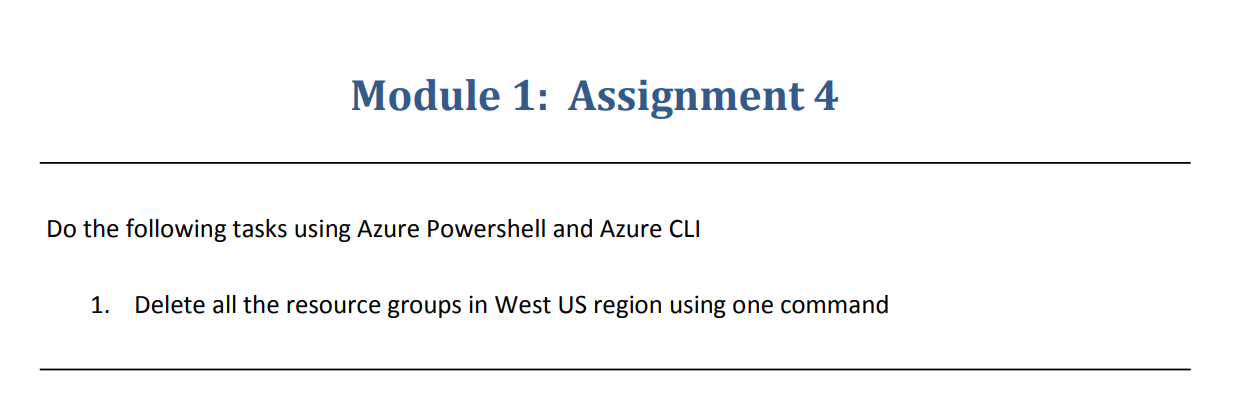 Module 1:  Assignment 4
Do the following tasks using Azure Powershell and Azure CLI
1. Delete all the resource groups in West US region using one command